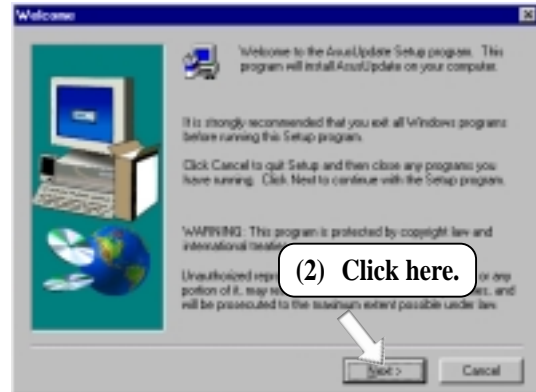 Welcome
Welcome to the AsusUpdate Setup program. This
program will install AsusUpdate on your computer.
It is strongly recommended that you exit all Windows programs
before running this Setup program.
Click Cancel to quit Setup and then close any programs you
have running. Click Next to continue with the Setup program.
WARNING: This program is protected by copyright law and
international
Unauthorized or any
portion of it, may and
will be prosecuted to the maximum extent possible under law.
(2) Click here.
Next >
Cancel